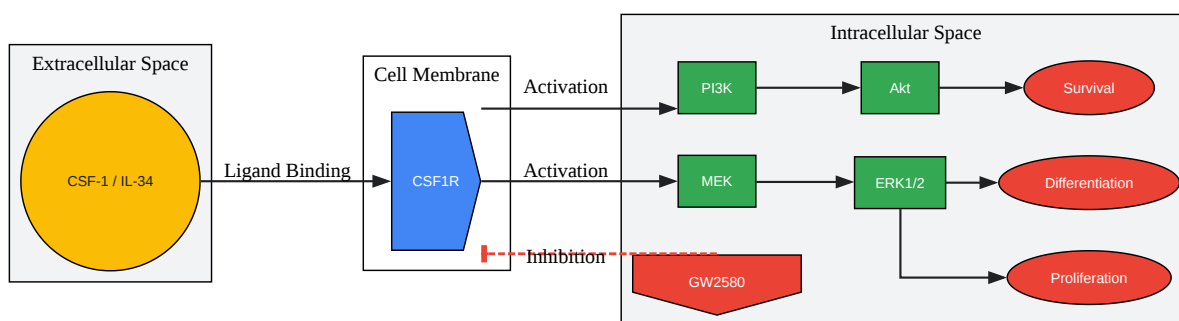 Extracellular Space
CSF-1 / IL-34
Ligand Binding
Cell Membrane
CSF1R
Activation
Activation
Inhibition
Intracellular Space
PI3K
Akt
Survival
MEK
ERK1/2
Differentiation
GW2580
Proliferation